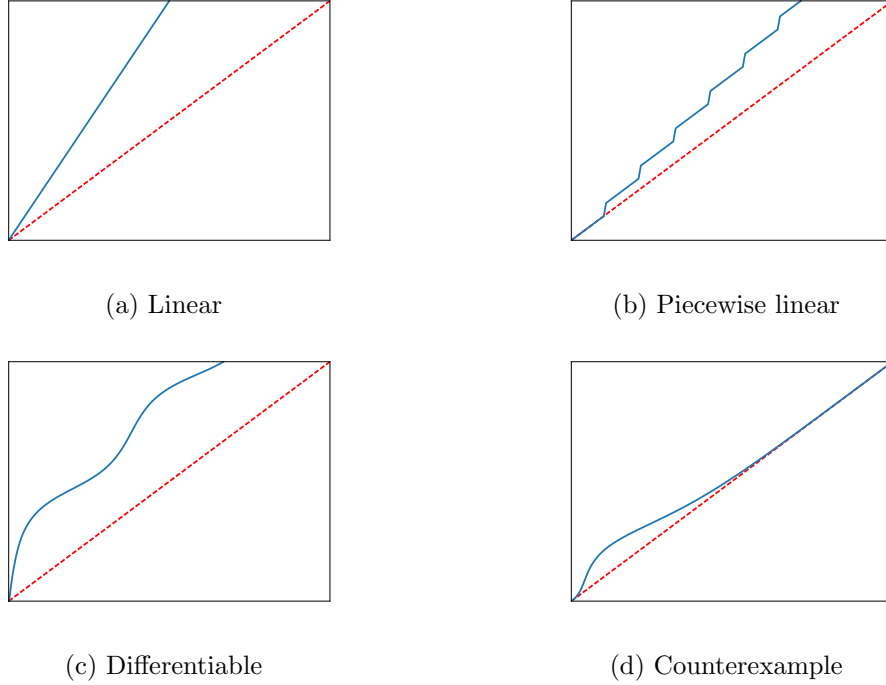 (a) Linear
(b) Piecewise linear
(c) Differentiable
(d) Counterexample